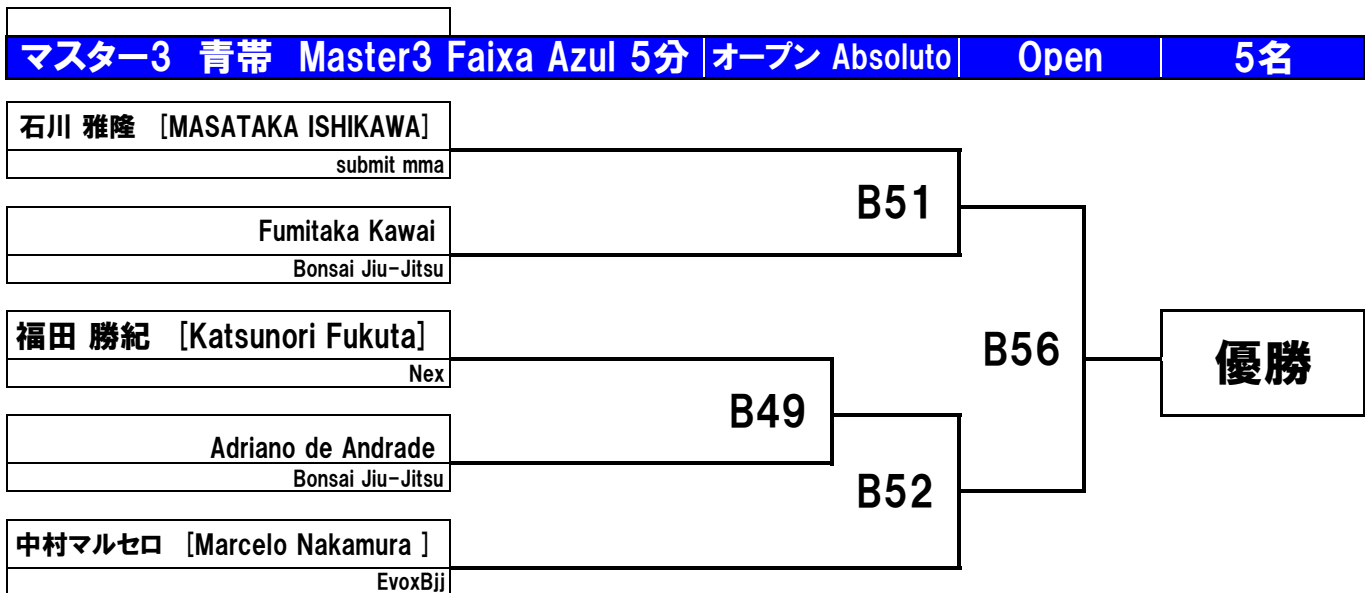 マスター3 青帯 Master3 Faixa Azul 5分 オープン Absoluto Open 5名
石川 雅隆 [MASATAKA ISHIKAWA]
submit mma
B51
Fumitaka Kawai
Bonsai Jiu-Jitsu
福田 勝紀 [Katsunori Fukuta]
Nex
B56
優勝
B49
Adriano de Andrade
Bonsai Jiu-Jitsu
B52
中村マルセロ [Marcelo Nakamura ]
EvoxBjj